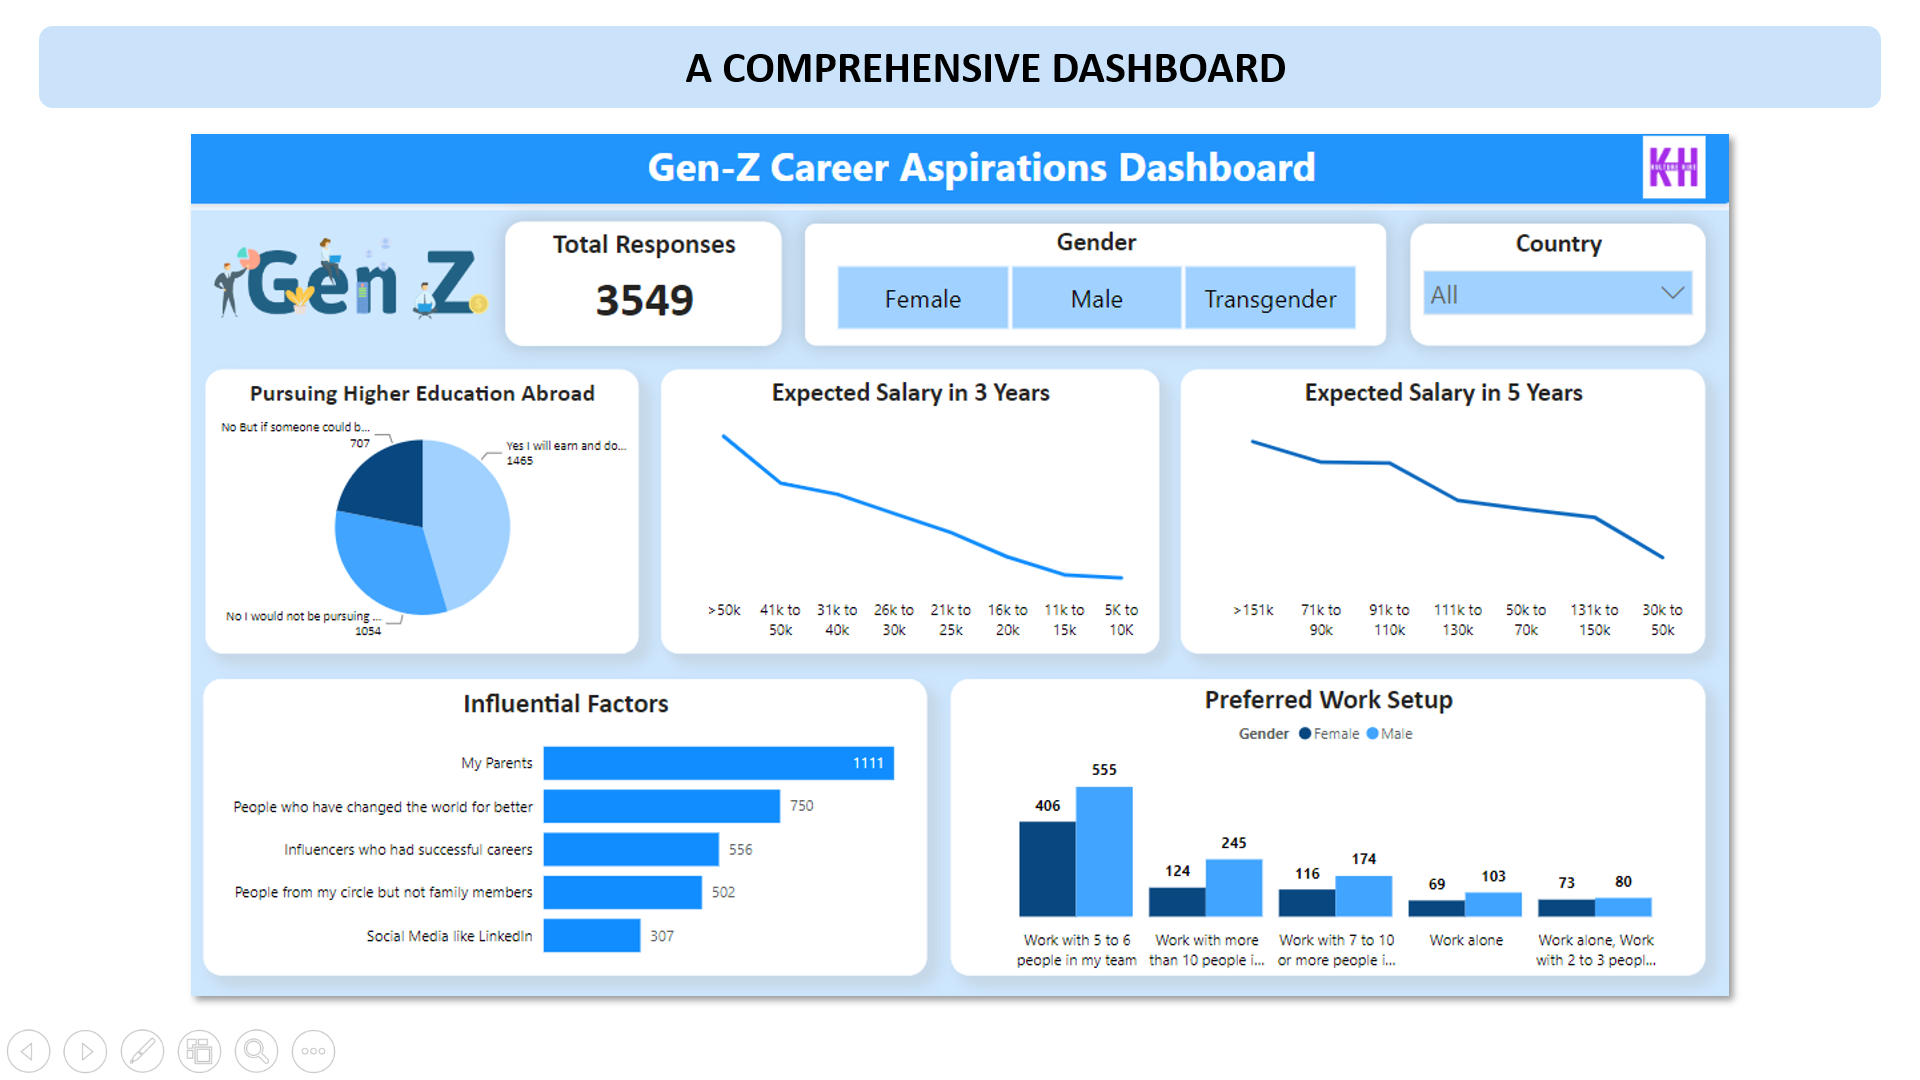 A COMPREHENSIVE DASHBOARD
Gen-Z Career Aspirations Dashboard
KH
Gen Z
Total Responses
3549
Gender
Female
Male
Transgender
Country
All
Pursuing Higher Education Abroad
No But if someone could b...
707
Yes I will earn and do...
1465
No I would not be pursuing ...
1054
Expected Salary in 3 Years
>50k
41k to
50k
31k to
40k
26k to
30k
21k to
25k
16k to
20k
11k to
15k
5K to
10K
Expected Salary in 5 Years
>151k
71k to
90k
91k to
110k
111k to
130k
50k to
70k
131k to
150k
30k to
50k
Influential Factors
My Parents
1111
People who have changed the world for better
750
Influencers who had successful careers
556
People from my circle but not family members
502
Social Media like LinkedIn
307
Preferred Work Setup
Gender Female Male
406
555
124
245
116
174
69
103
73
80
Work with 5 to 6
people in my team
Work with more
than 10 people i...
Work with 7 to 10
or more people i...
Work alone
Work alone, Work
with 2 to 3 peopl...